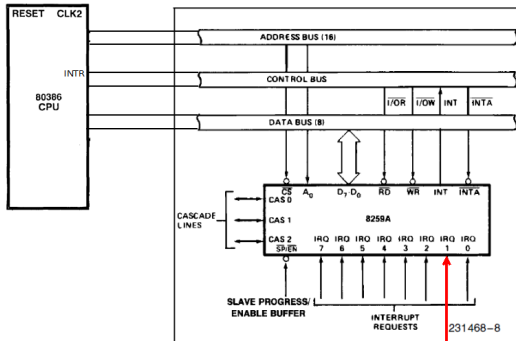 RESET CLK2
ADDRESS BUS (16)
INTR
CONTROL BUS
80386
CPU
I/OR I/OW INT INTA
DATA BUS (8)
CS A0 D7 D0 RD WR INT INTA
CAS 0
CASCADE
LINES
CAS 1
8259A
CAS 2 IRQ IRQ IRQ IRQ IRQ IRQ IRQ IRQ
SP/EN 7 6 5 4 3 2 1 0
SLAVE PROGRESS/
ENABLE BUFFER
INTERRUPT
REQUESTS
231468-8